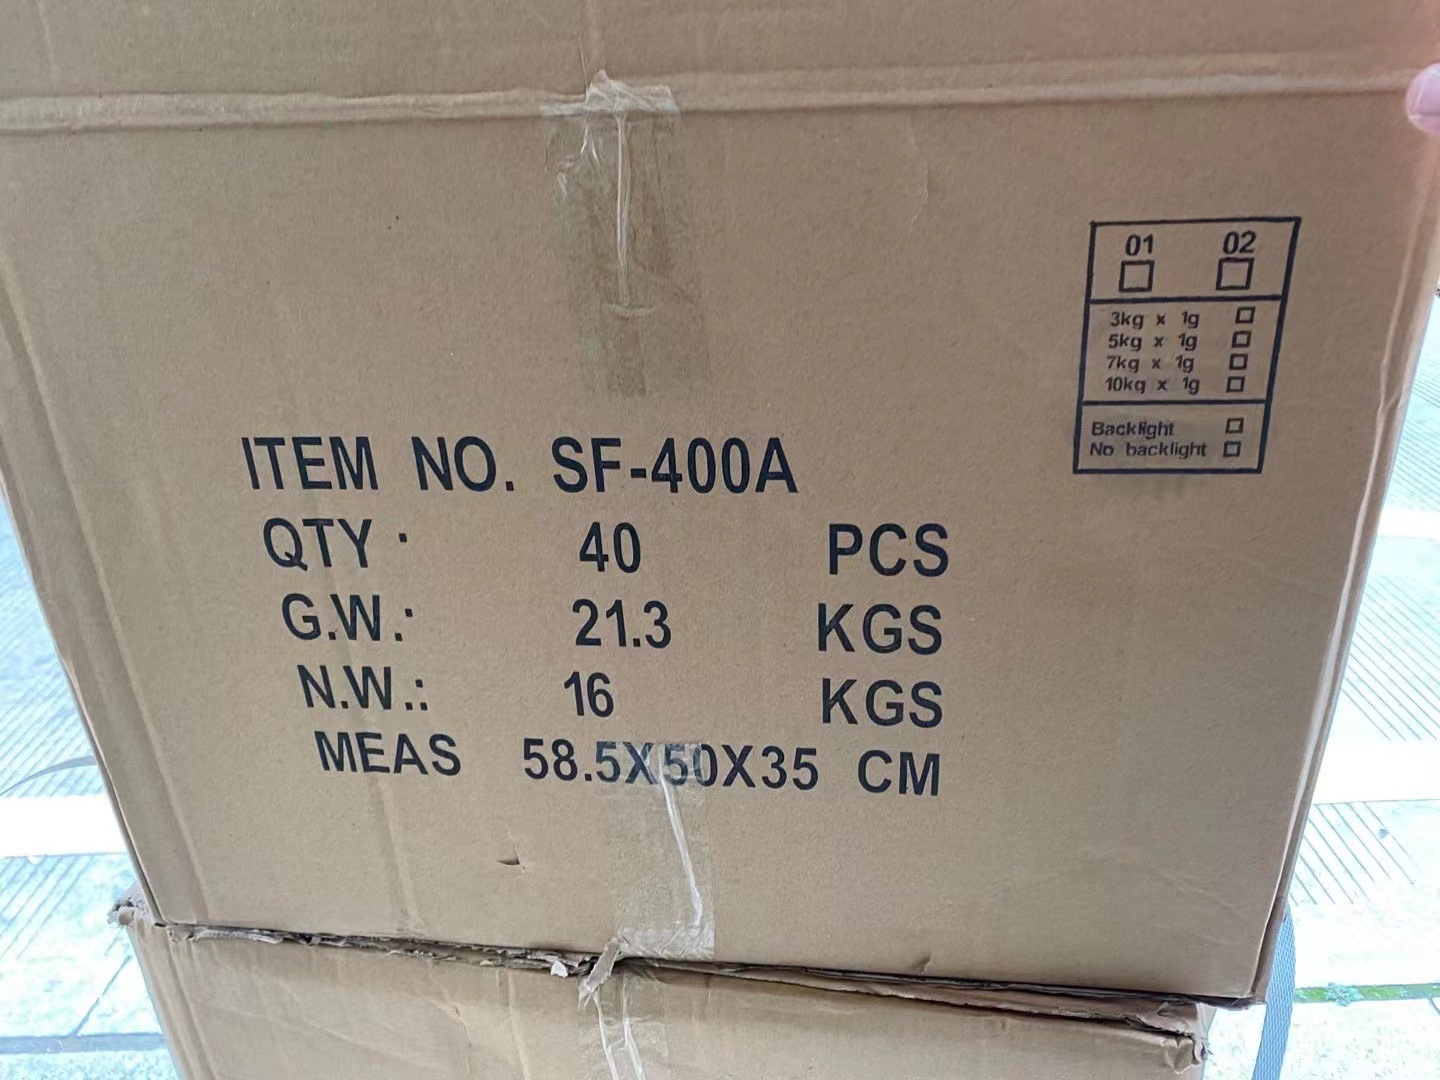 01 02
3kg x 1g
5kg x 1g
7kg x 1g
10kg x 1g
Backlight
No backlight
ITEM NO. SF-400A
QTY : 40 PCS
G.W.: 21.3 KGS
N.W.: 16 KGS
MEAS 58.5X50X35 CM